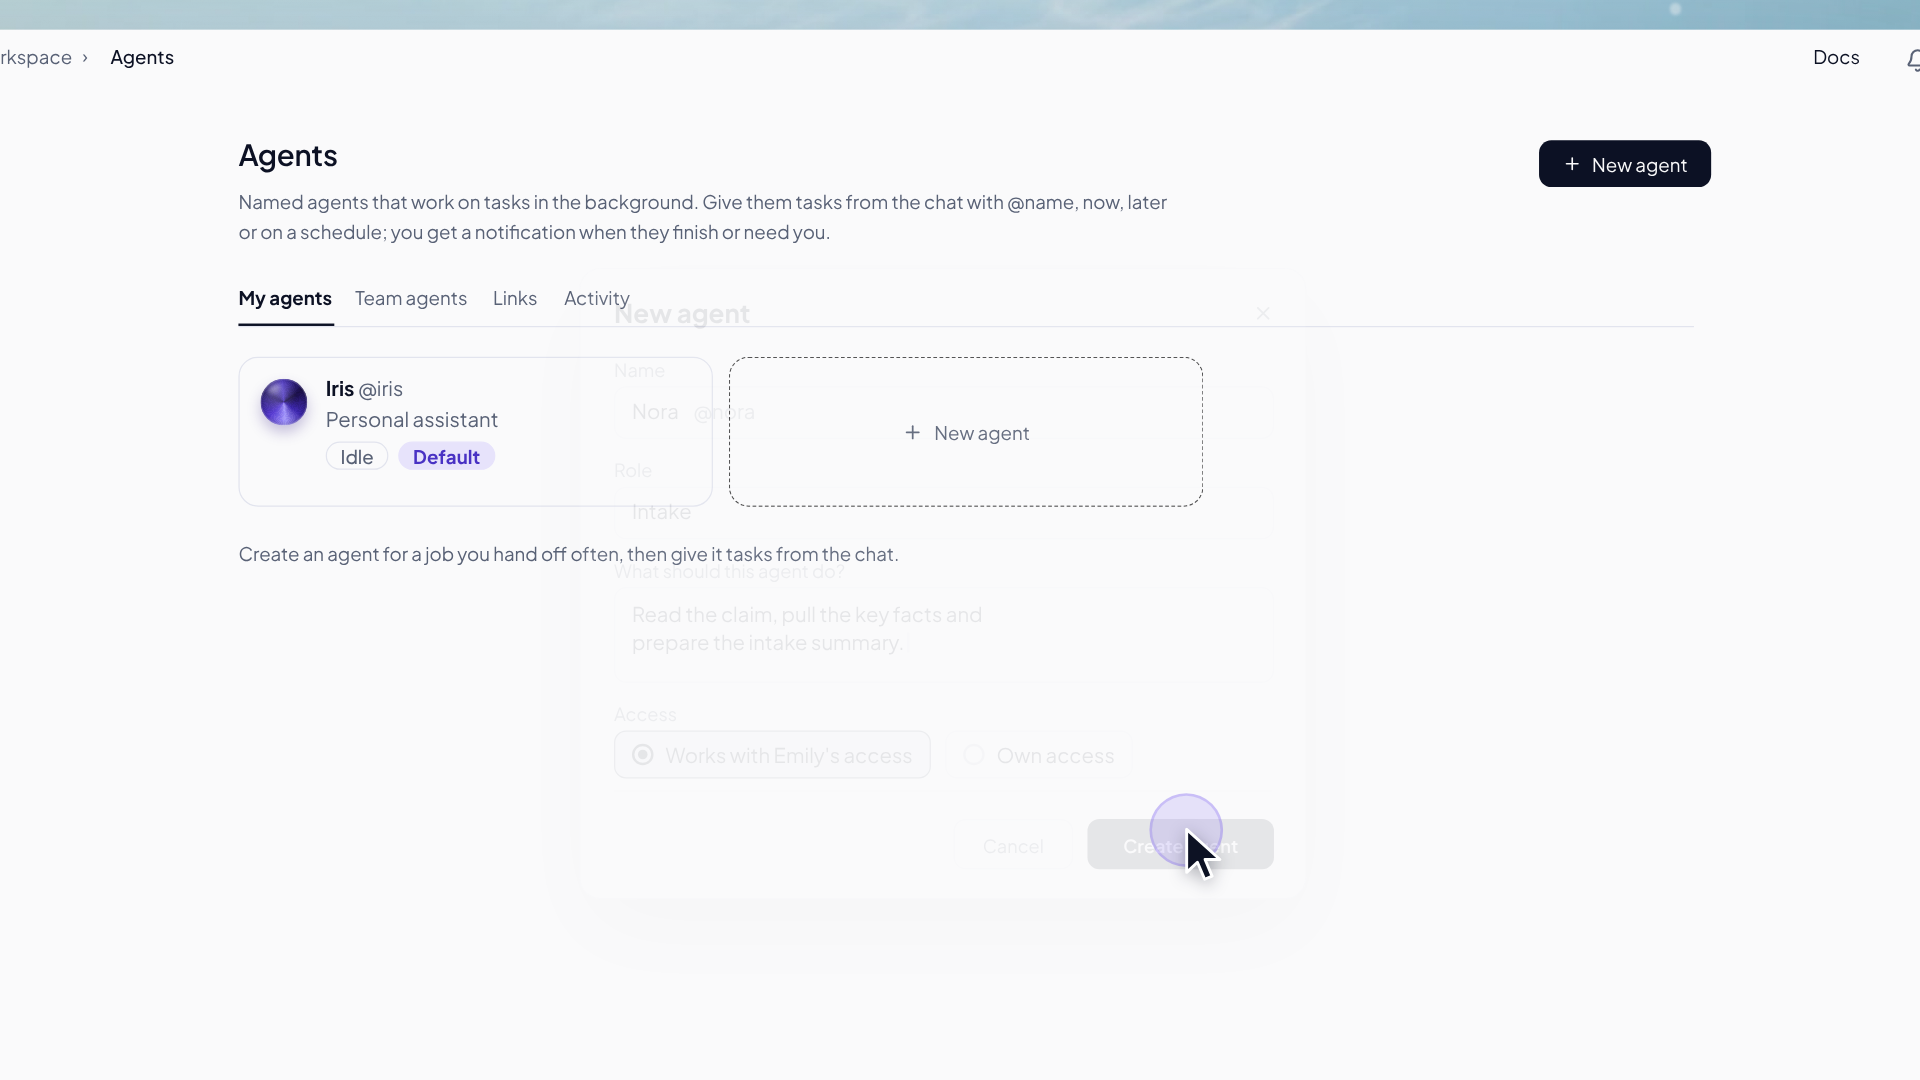 rkspace › Agents
Docs
Agents
+ New agent
Named agents that work on tasks in the background. Give them tasks from the chat with @name, now, later
or on a schedule; you get a notification when they finish or need you.
My agents Team agents Links Activity
New agent
Name
Nora @nora
Iris @iris
Personal assistant
Idle Default
+ New agent
Role
Intake
Create an agent for a job you hand off often, then give it tasks from the chat.
What should this agent do?
Read the claim, pull the key facts and
prepare the intake summary.
Access
Works with Emily's access
Own access
Cancel
Create agent